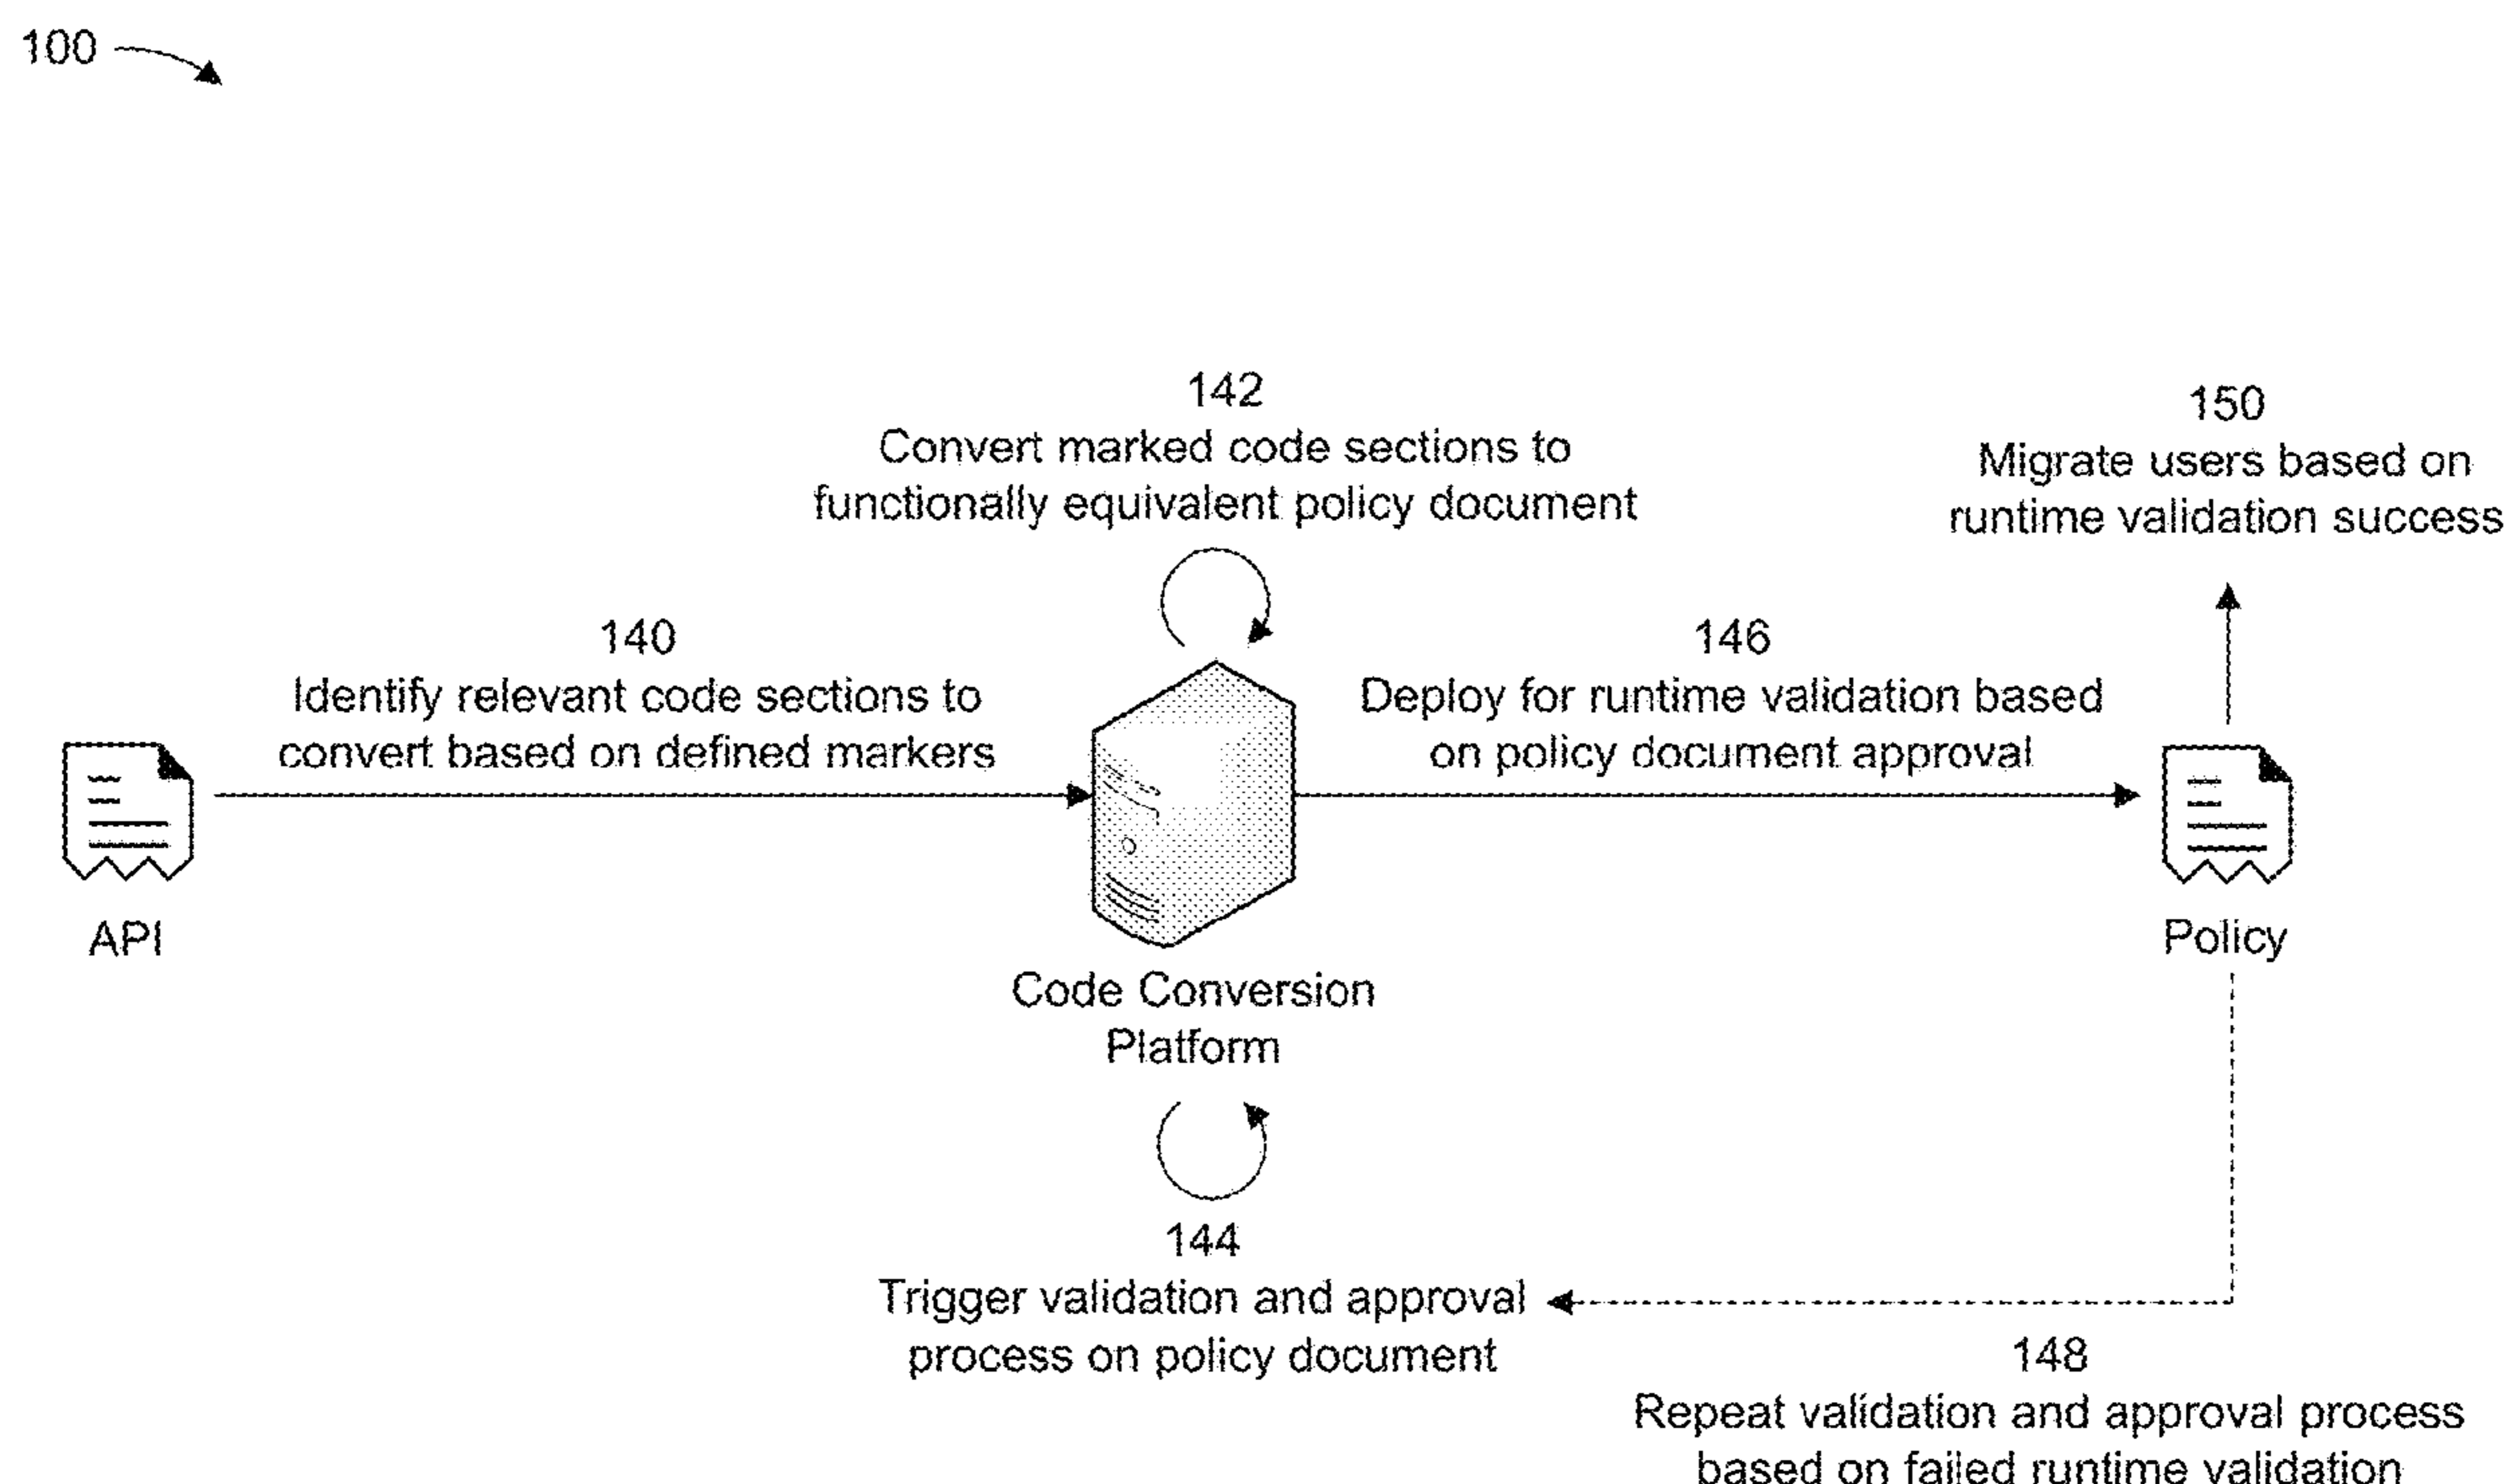 100
142
Convert marked code sections to
functionally equivalent policy document
150
Migrate users based on
runtime validation success
140
Identify relevant code sections to
convert based on defined markers
146
Deploy for runtime validation based
on policy document approval
API
Policy
Code Conversion
Platform
144
Trigger validation and approval
process on policy document
148
Repeat validation and approval process
based on failed runtime validation